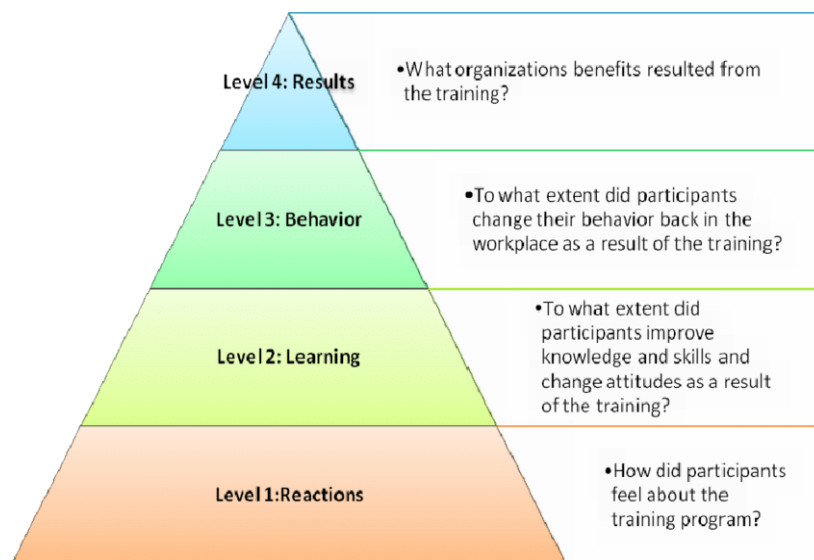 Level 4: Results
•What organizations benefits resulted from
the training?
Level 3: Behavior
•To what extent did participants
change their behavior back in the
workplace as a result of the training?
Level 2: Learning
•To what extent did
participants improve
knowledge and skills and
change attitudes as a result
of the training?
Level 1:Reactions
•How did participants
feel about the
training program?